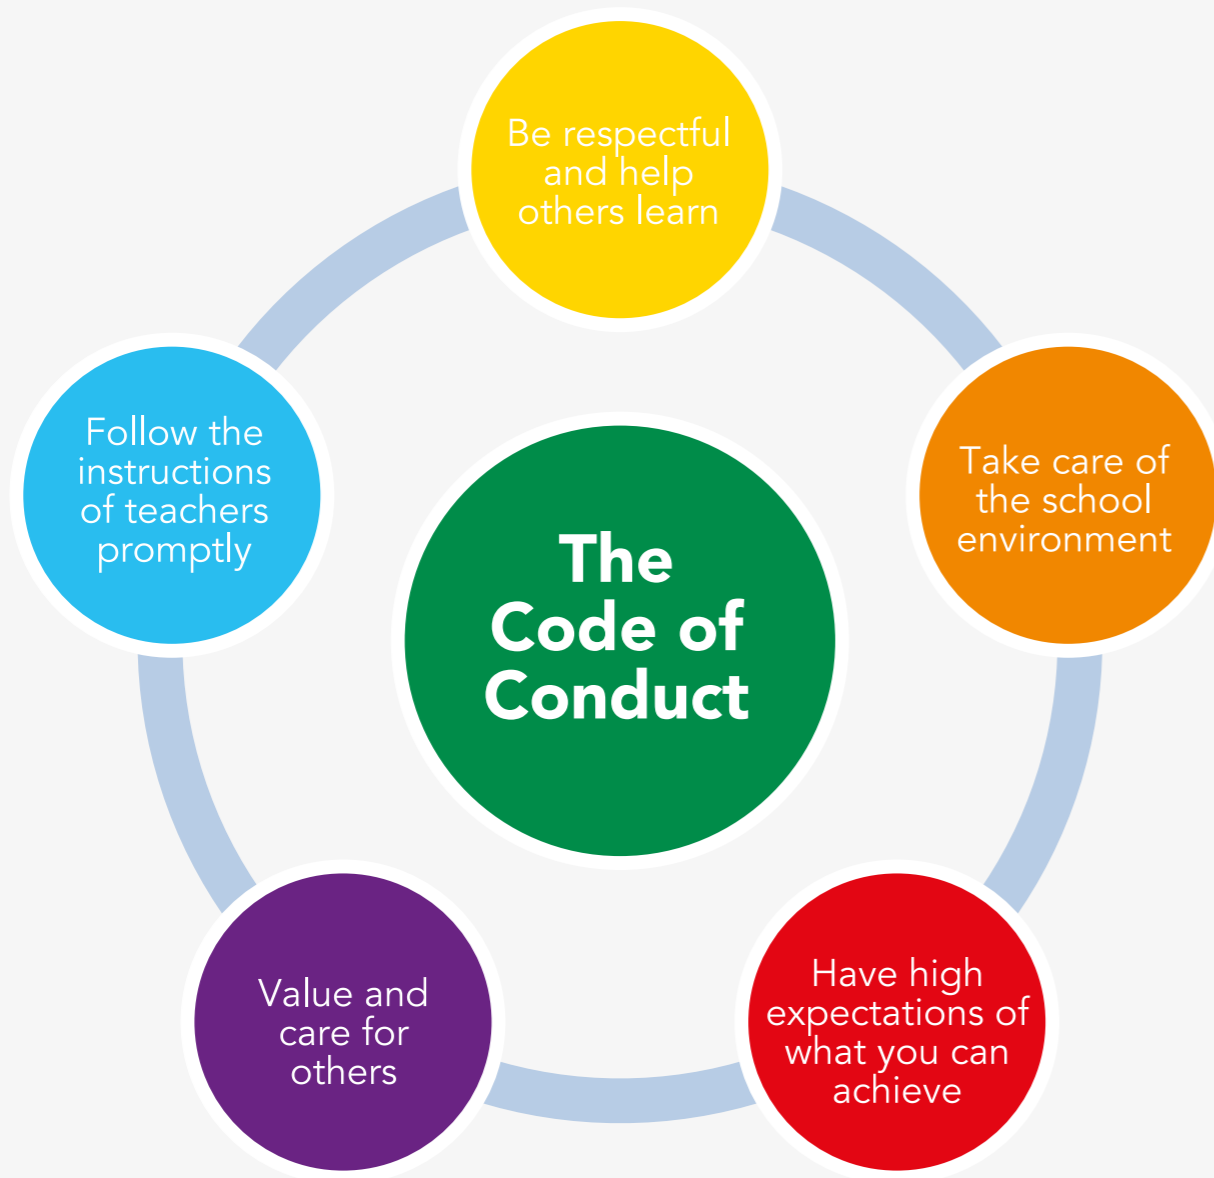 Be respectful
and help
others learn
Follow the
instructions
of teachers
promptly
Take care of
the school
environment
The
Code of
Conduct
Value and
care for
others
Have high
expectations of
what you can
achieve